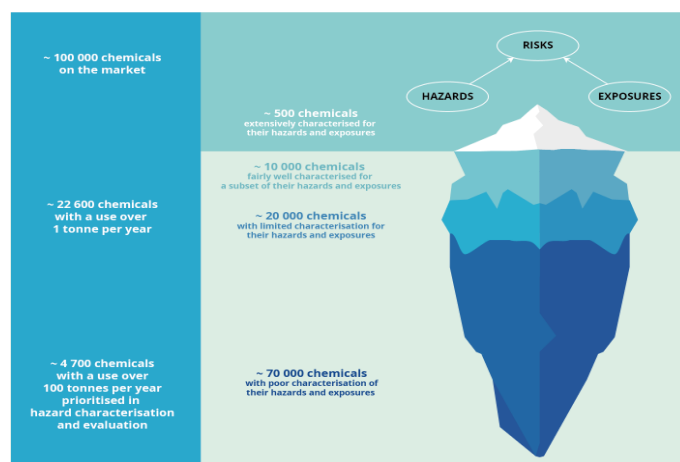 ~ 100 000 chemicals
on the market
~ 22 600 chemicals
with a use over
1 tonne per year
~ 4 700 chemicals
with a use over
100 tonnes per year
prioritised in
hazard characterisation
and evaluation
RISKS
HAZARDS
EXPOSURES
~ 500 chemicals
extensively characterised for
their hazards and exposures
~ 10 000 chemicals
fairly well characterised for
a subset of their hazards and exposures
~ 20 000 chemicals
with limited characterisation for
their hazards and exposures
~ 70 000 chemicals
with poor characterisation of
their hazards and exposures